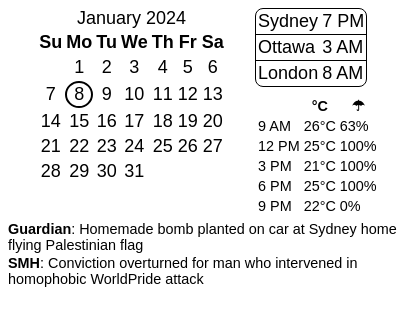 January 2024
Su Mo Tu We Th Fr Sa
1 2 3 4 5 6
7 8 9 10 11 12 13
14 15 16 17 18 19 20
21 22 23 24 25 26 27
28 29 30 31
Sydney 7 PM
Ottawa 3 AM
London 8 AM
°C ☂
9 AM 26°C 63%
12 PM 25°C 100%
3 PM 21°C 100%
6 PM 25°C 100%
9 PM 22°C 0%
Guardian: Homemade bomb planted on car at Sydney home
flying Palestinian flag
SMH: Conviction overturned for man who intervened in
homophobic WorldPride attack